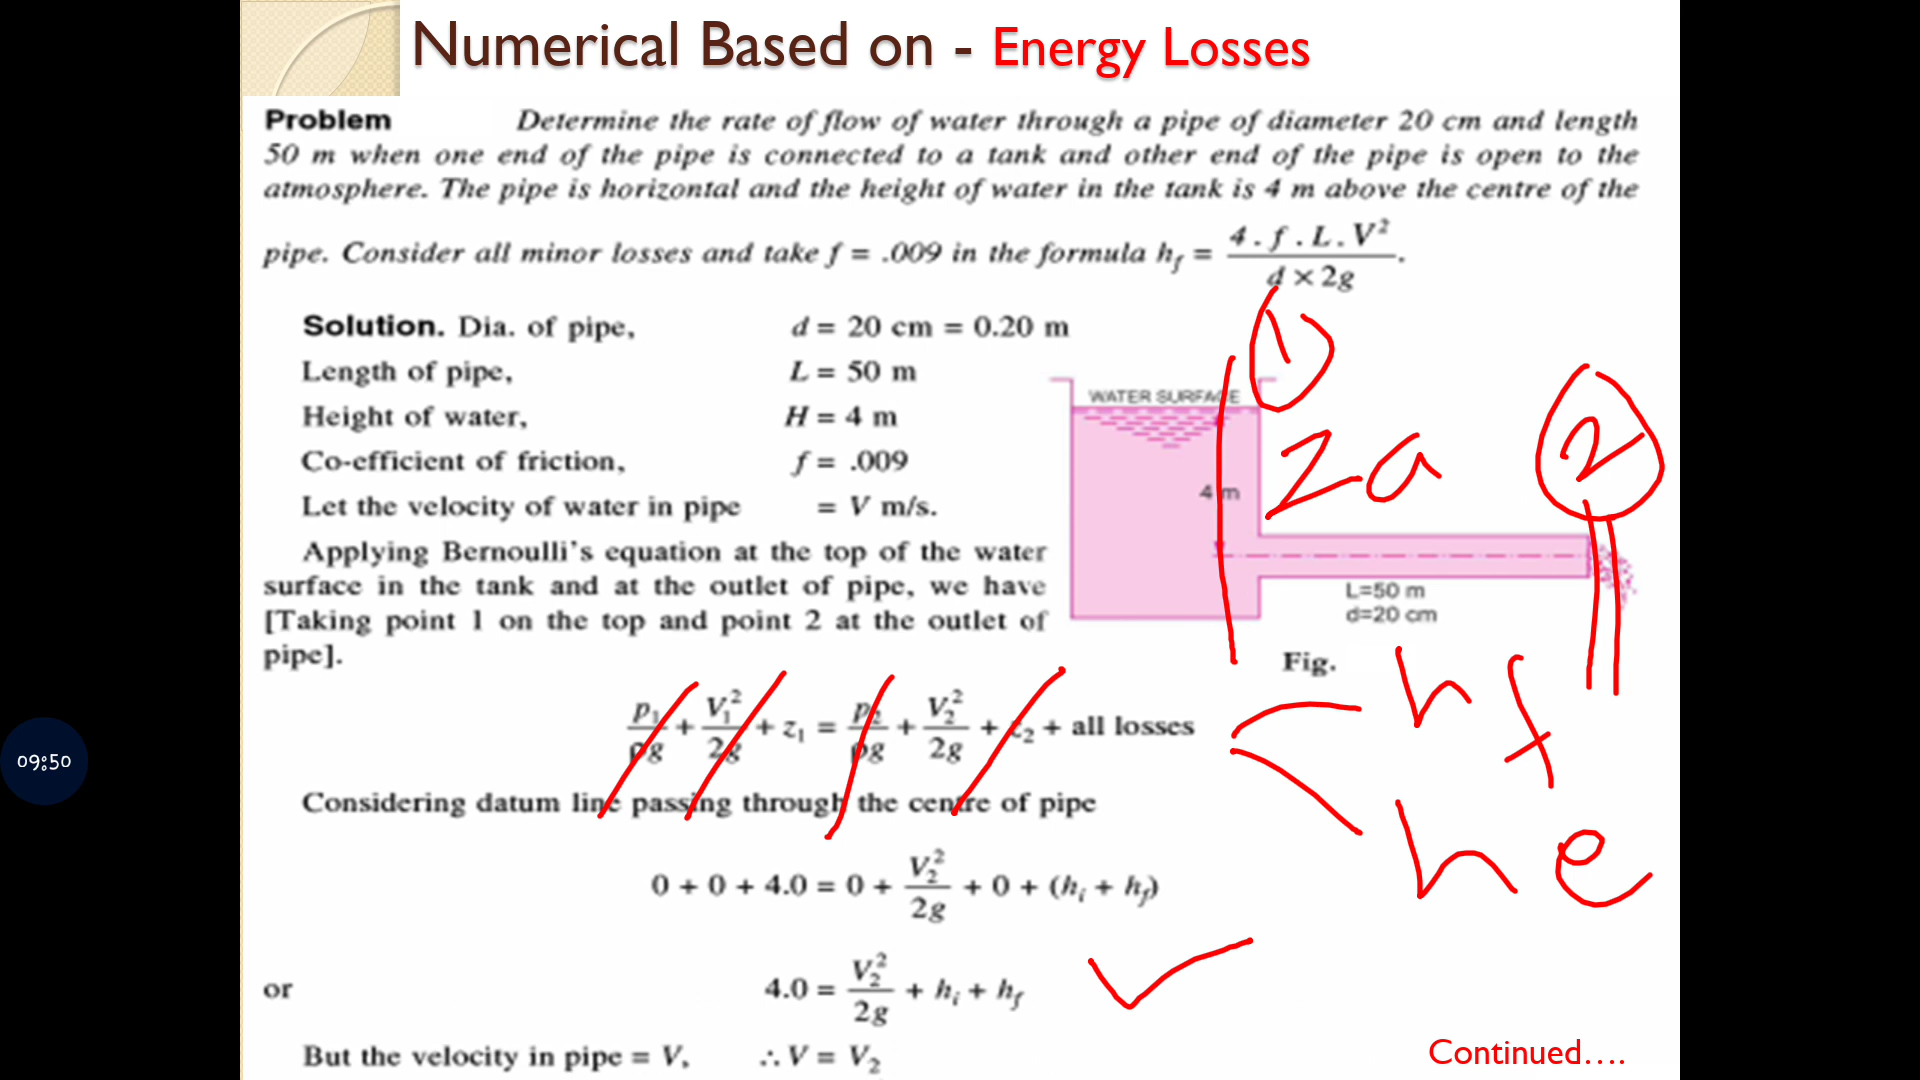 Numerical Based on - Energy Losses
Problem Determine the rate of flow of water through a pipe of diameter 20 cm and length
50 m when one end of the pipe is connected to a tank and other end of the pipe is open to the
atmosphere. The pipe is horizontal and the height of water in the tank is 4 m above the centre of the
pipe. Consider all minor losses and take f = .009 in the formula h_f = (4 . f . L . V²)/(d × 2g).
Solution. Dia. of pipe, d = 20 cm = 0.20 m
Length of pipe, L = 50 m
Height of water, H = 4 m
Co-efficient of friction, f = .009
Let the velocity of water in pipe = V m/s.
Applying Bernoulli's equation at the top of the water
surface in the tank and at the outlet of pipe, we have
[Taking point 1 on the top and point 2 at the outlet of
pipe].
1
WATER SURFACE
2
4 m
L=50 m
d=20 cm
Fig.
p₁/ρg + V₁²/2g + z₁ = p₂/ρg + V₂²/2g + z₂ + all losses
hf
Considering datum line passing through the centre of pipe
he
0 + 0 + 4.0 = 0 + V₂²/2g + 0 + (h_i + h_f)
or 4.0 = V₂²/2g + h_i + h_f
But the velocity in pipe = V, ∴ V = V₂
Continued....
09:50